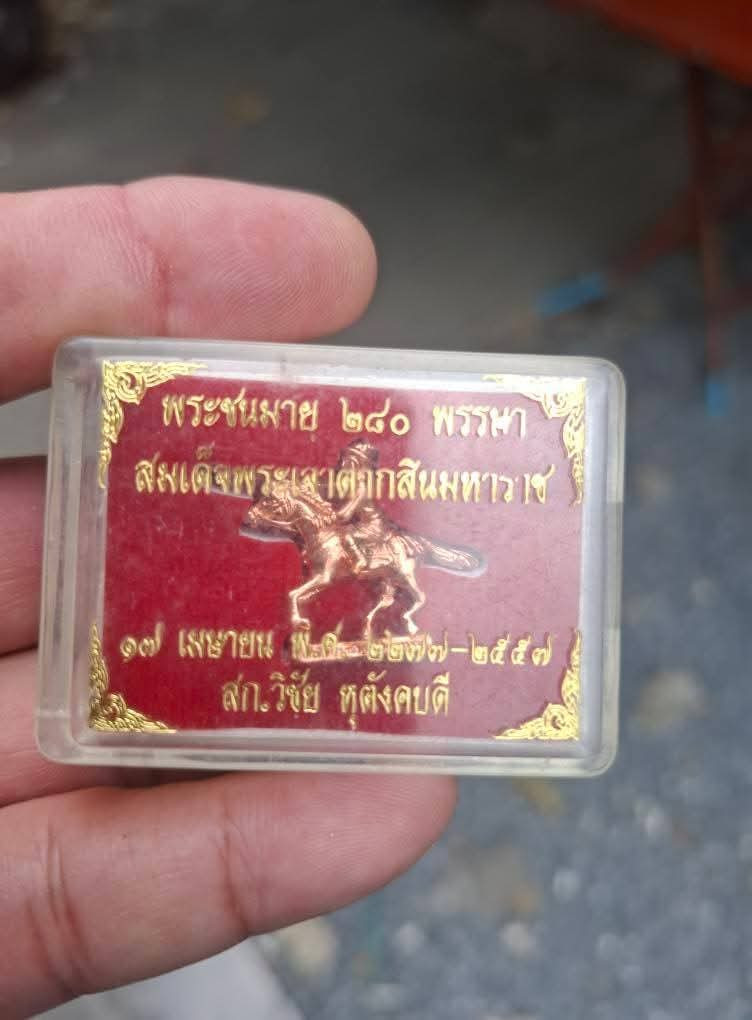 พระชนมายุ ๒๘๐ พรรษา
สมเด็จพระเจาตากสินมหาราช
๑๗ เมษายน พ.ศ. ๒๒๗๗-๒๕๕๗
สก.วิชัย หุตังคบดี